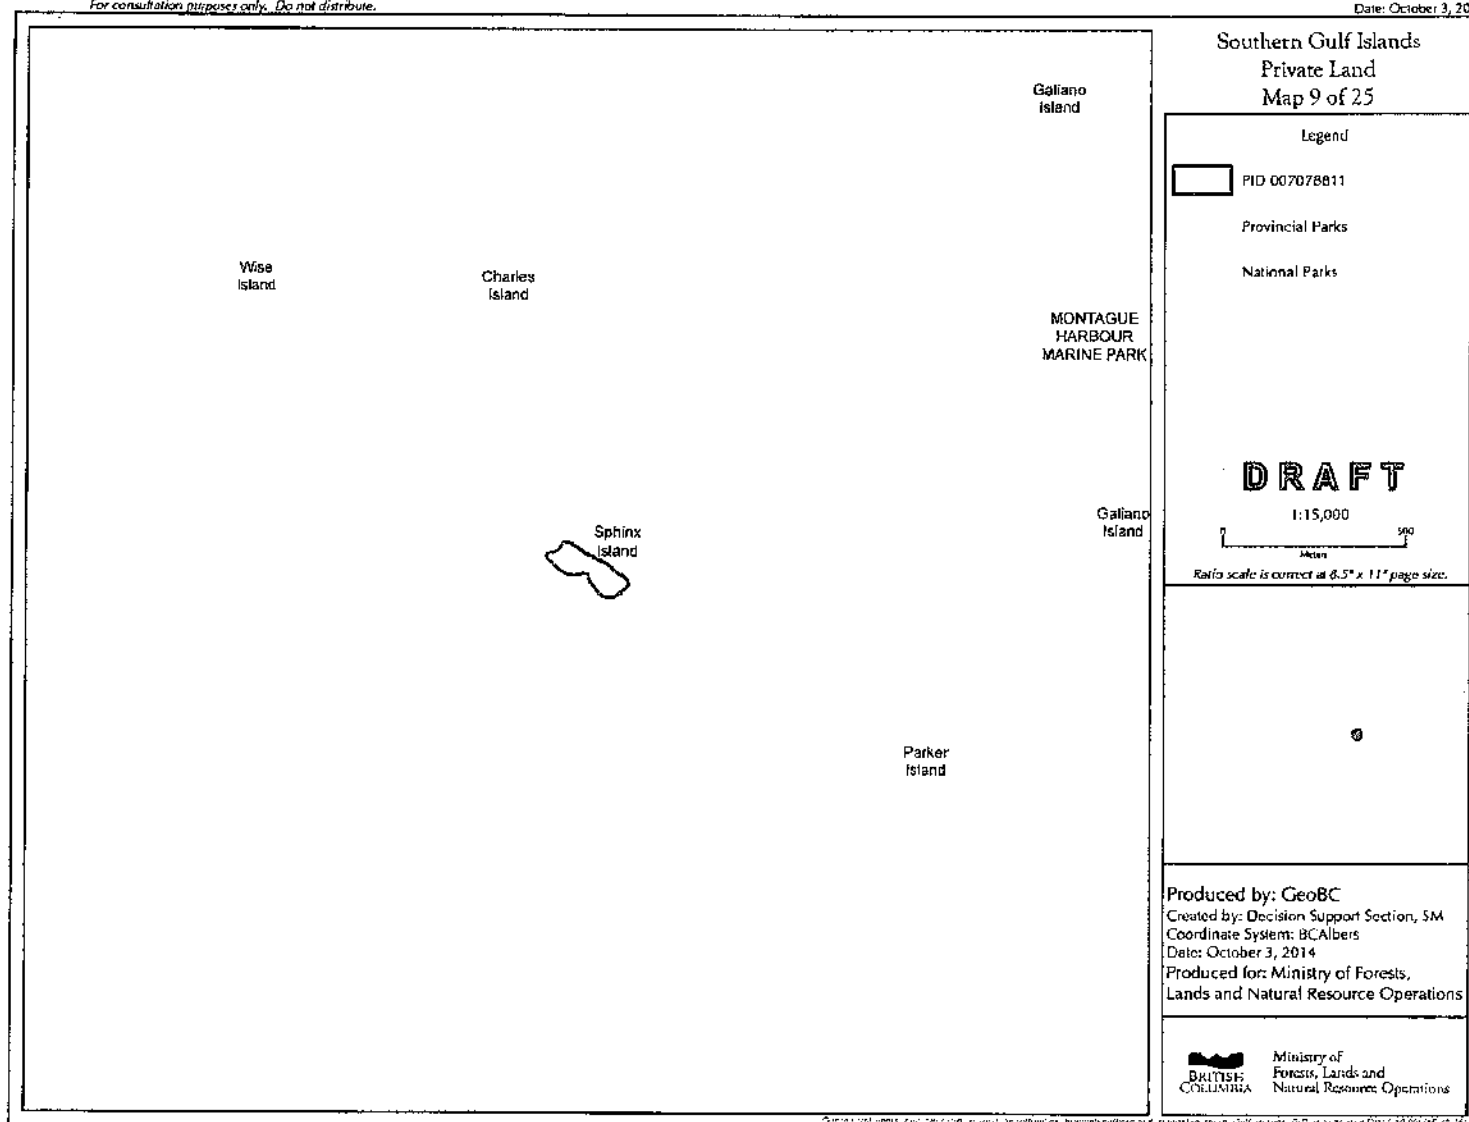 For consultation purposes only. Do not distribute.
Date: October 3, 20
Southern Gulf Islands
Private Land
Map 9 of 25
Legend
PID 007078811
Provincial Parks
National Parks
Galiano
Island
Wise
Island
Charles
Island
MONTAGUE
HARBOUR
MARINE PARK
Sphinx
Island
Galiano
Island
Parker
Island
DRAFT
1:15,000
0 500
Meters
Ratio scale is correct at 8.5" x 11" page size.
Produced by: GeoBC
Created by: Decision Support Section, SM
Coordinate System: BCAlbers
Date: October 3, 2014
Produced for: Ministry of Forests,
Lands and Natural Resource Operations
BRITISH
COLUMBIA
Ministry of
Forests, Lands and
Natural Resource Operations